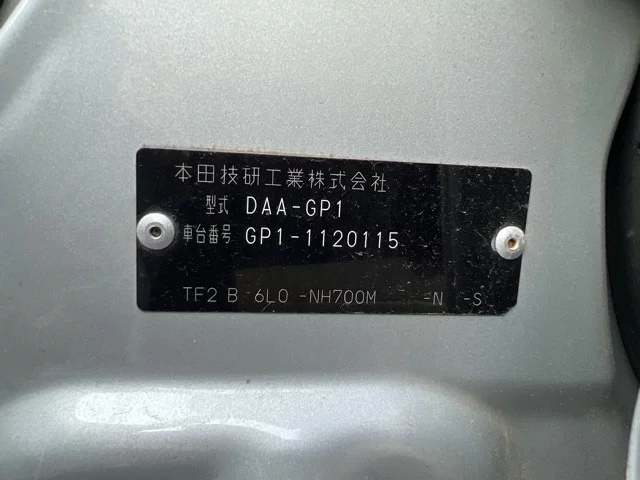 本田技研工業株式会社
型式 DAA-GP1
車台番号 GP1-1120115
TF2 B 6L0 -NH700M -N -S